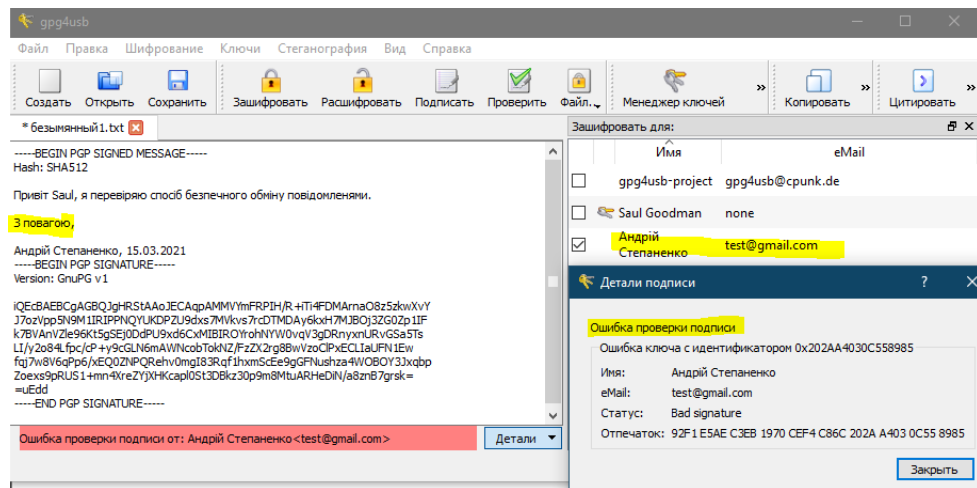 gpg4usb
Файл Правка Шифрование Ключи Стеганография Вид Справка
Создать Открыть Сохранить Зашифровать Расшифровать Подписать Проверить Файл.. Менеджер ключей » Копировать » Цитировать »
* безымянный1.txt
-----BEGIN PGP SIGNED MESSAGE-----
Hash: SHA512
Привіт Saul, я перевіряю спосіб безпечного обміну повідомленями.
З повагою,
Андрій Степаненко, 15.03.2021
-----BEGIN PGP SIGNATURE-----
Version: GnuPG v1
iQEcBAEBCgAGBQJgHRStAAoJECAqpAMMVYmFRPIH/R+iTi4FDMArnaO8z5zkwXvY
J7ozVpp5N9M1IRIPPNQYUKDPZU9dxs7MVkvs7rcDTMDAy6kxH7MJBOj3ZG0Zp1IF
k7BVAnVZle96Kt5gSEj0DdPU9xd6CxMIBIROYrohNYW0vqV3gDRnyxnURvGSa5Ts
LI/y2o84Lfpc/cP+y9cGLN6mAWNcobTokNZ/FzZX2rg8BwVzoClPxECLIaUFN1Ew
fqj7w8V6qPp6/xEQ0ZNPQRehv0mgI83Rqf1hxmScEe9gGFNushza4WOBOY3Jxqbp
Zoexs9pRUS1+mn4XreZYjXHKcapl0St3DBkz30p9m8MtuARHeDiN/a8znB7grsk=
=uEdd
-----END PGP SIGNATURE-----
Ошибка проверки подписи от: Андрій Степаненко<test@gmail.com>
Детали
Зашифровать для:
Имя eMail
gpg4usb-project gpg4usb@cpunk.de
Saul Goodman none
Андрій
Степаненко test@gmail.com
Детали подписи ?
Ошибка проверки подписи
Ошибка ключа с идентификатором 0x202AA4030C558985
Имя: Андрій Степаненко
eMail: test@gmail.com
Статус: Bad signature
Отпечаток: 92F1 E5AE C3EB 1970 CEF4 C86C 202A A403 0C55 8985
Закрыть